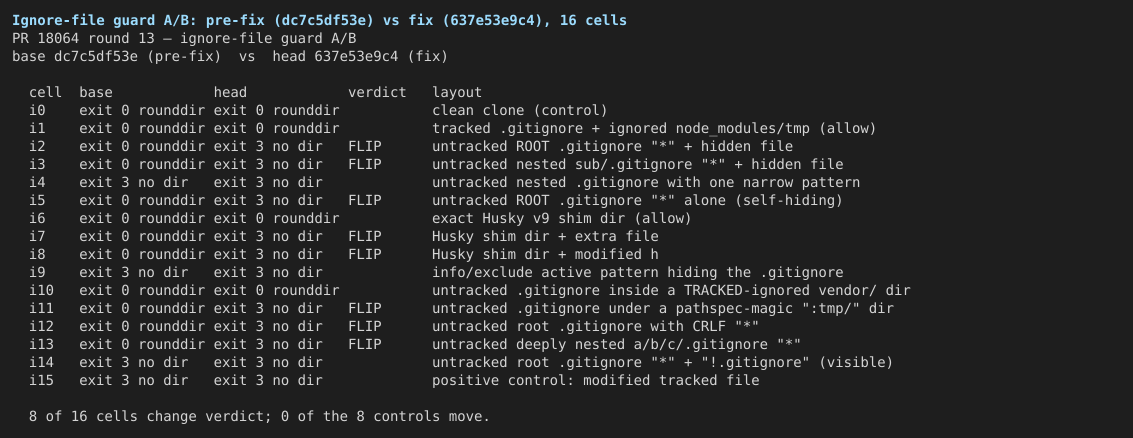 Ignore-file guard A/B: pre-fix (dc7c5df53e) vs fix (637e53e9c4), 16 cells
PR 18064 round 13 — ignore-file guard A/B
base dc7c5df53e (pre-fix)  vs  head 637e53e9c4 (fix)
cell  base            head            verdict   layout
i0    exit 0 rounddir exit 0 rounddir           clean clone (control)
i1    exit 0 rounddir exit 0 rounddir           tracked .gitignore + ignored node_modules/tmp (allow)
i2    exit 0 rounddir exit 3 no dir   FLIP      untracked ROOT .gitignore "*" + hidden file
i3    exit 0 rounddir exit 3 no dir   FLIP      untracked nested sub/.gitignore "*" + hidden file
i4    exit 3 no dir   exit 3 no dir             untracked nested .gitignore with one narrow pattern
i5    exit 0 rounddir exit 3 no dir   FLIP      untracked ROOT .gitignore "*" alone (self-hiding)
i6    exit 0 rounddir exit 0 rounddir           exact Husky v9 shim dir (allow)
i7    exit 0 rounddir exit 3 no dir   FLIP      Husky shim dir + extra file
i8    exit 0 rounddir exit 3 no dir   FLIP      Husky shim dir + modified h
i9    exit 3 no dir   exit 3 no dir             info/exclude active pattern hiding the .gitignore
i10   exit 0 rounddir exit 0 rounddir           untracked .gitignore inside a TRACKED-ignored vendor/ dir
i11   exit 0 rounddir exit 3 no dir   FLIP      untracked .gitignore under a pathspec-magic ":tmp/" dir
i12   exit 0 rounddir exit 3 no dir   FLIP      untracked root .gitignore with CRLF "*"
i13   exit 0 rounddir exit 3 no dir   FLIP      untracked deeply nested a/b/c/.gitignore "*"
i14   exit 3 no dir   exit 3 no dir             untracked root .gitignore "*" + "!.gitignore" (visible)
i15   exit 3 no dir   exit 3 no dir             positive control: modified tracked file
8 of 16 cells change verdict; 0 of the 8 controls move.